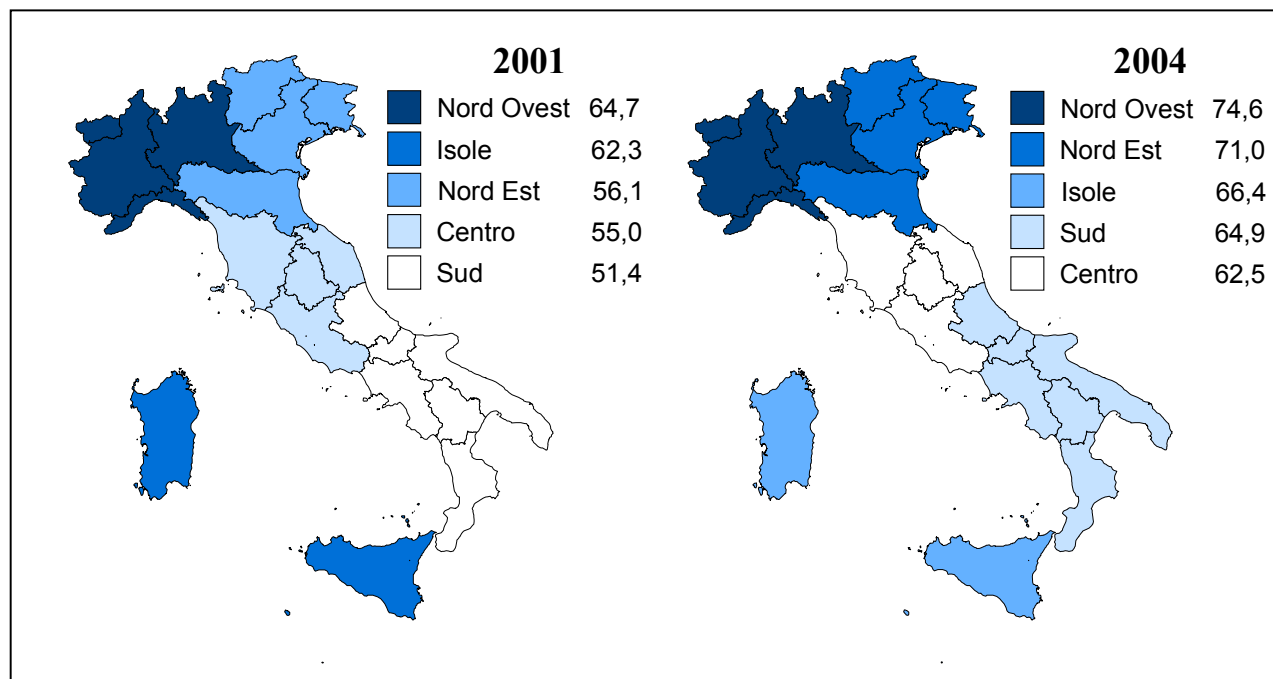 2001
Nord Ovest 64,7
Isole 62,3
Nord Est 56,1
Centro 55,0
Sud 51,4
2004
Nord Ovest 74,6
Nord Est 71,0
Isole 66,4
Sud 64,9
Centro 62,5